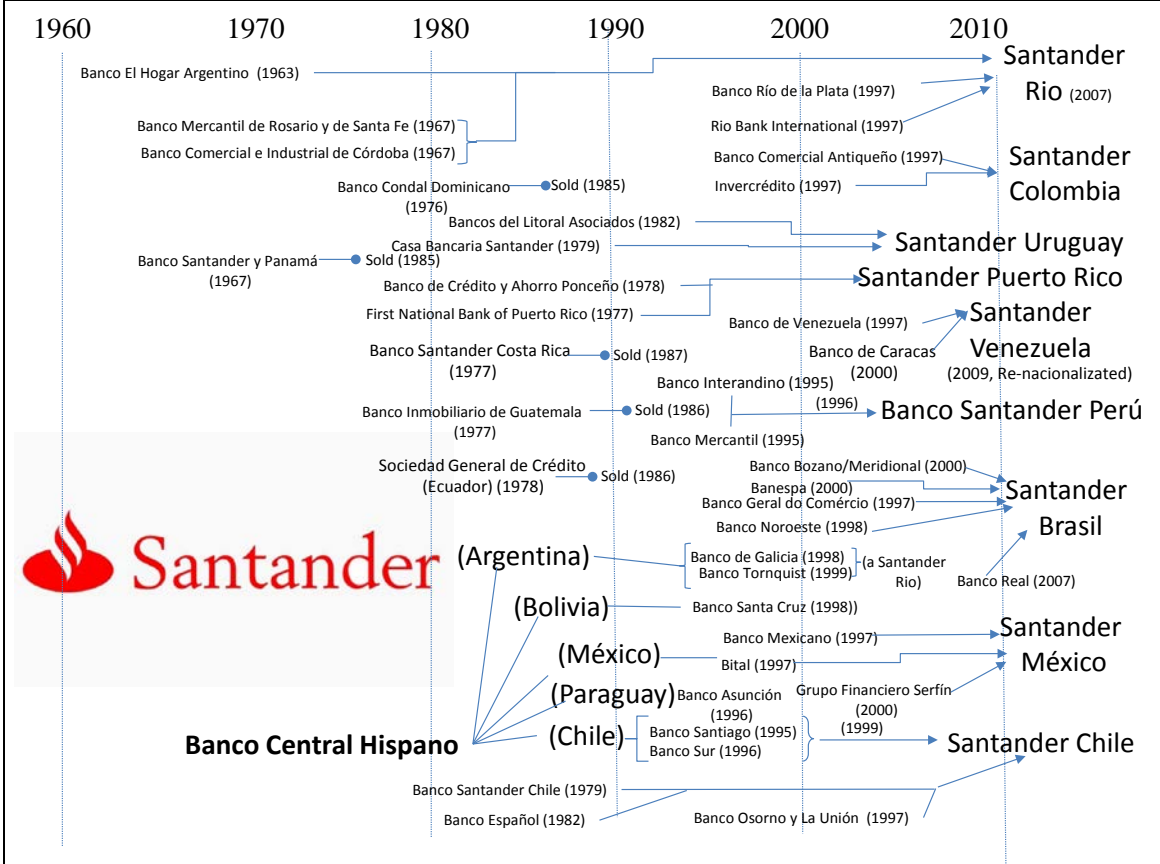 1960 1970 1980 1990 2000 2010
Banco El Hogar Argentino (1963)
Santander
Rio (2007)
Banco Río de la Plata (1997)
Rio Bank International (1997)
Banco Mercantil de Rosario y de Santa Fe (1967)
Banco Comercial e Industrial de Córdoba (1967)
Banco Comercial Antiqueño (1997)
Invercrédito (1997)
Santander
Colombia
Banco Condal Dominicano
(1976)
Sold (1985)
Bancos del Litoral Asociados (1982)
Casa Bancaria Santander (1979)
Santander Uruguay
Banco Santander y Panamá
(1967)
Sold (1985)
Banco de Crédito y Ahorro Ponceño (1978)
First National Bank of Puerto Rico (1977)
Santander Puerto Rico
Banco de Venezuela (1997)
Banco de Caracas
(2000)
Santander
Venezuela
(2009, Re-nacionalizated)
Banco Santander Costa Rica
(1977)
Sold (1987)
Banco Interandino (1995)
(1996)
Banco Mercantil (1995)
Banco Santander Perú
Banco Inmobiliario de Guatemala
(1977)
Sold (1986)
Sociedad General de Crédito
(Ecuador) (1978)
Sold (1986)
Banco Bozano/Meridional (2000)
Banespa (2000)
Banco Geral do Comércio (1997)
Banco Noroeste (1998)
Santander
Brasil
Banco Real (2007)
Santander
(Argentina)
Banco de Galicia (1998)
Banco Tornquist (1999)
(a Santander
Rio)
(Bolivia)
Banco Santa Cruz (1998))
(México)
Banco Mexicano (1997)
Bital (1997)
Grupo Financiero Serfín
(2000)
Santander
México
(Paraguay)
Banco Asunción
(1996)
(Chile)
Banco Santiago (1995)
Banco Sur (1996)
(1999)
Santander Chile
Banco Central Hispano
Banco Santander Chile (1979)
Banco Español (1982)
Banco Osorno y La Unión (1997)